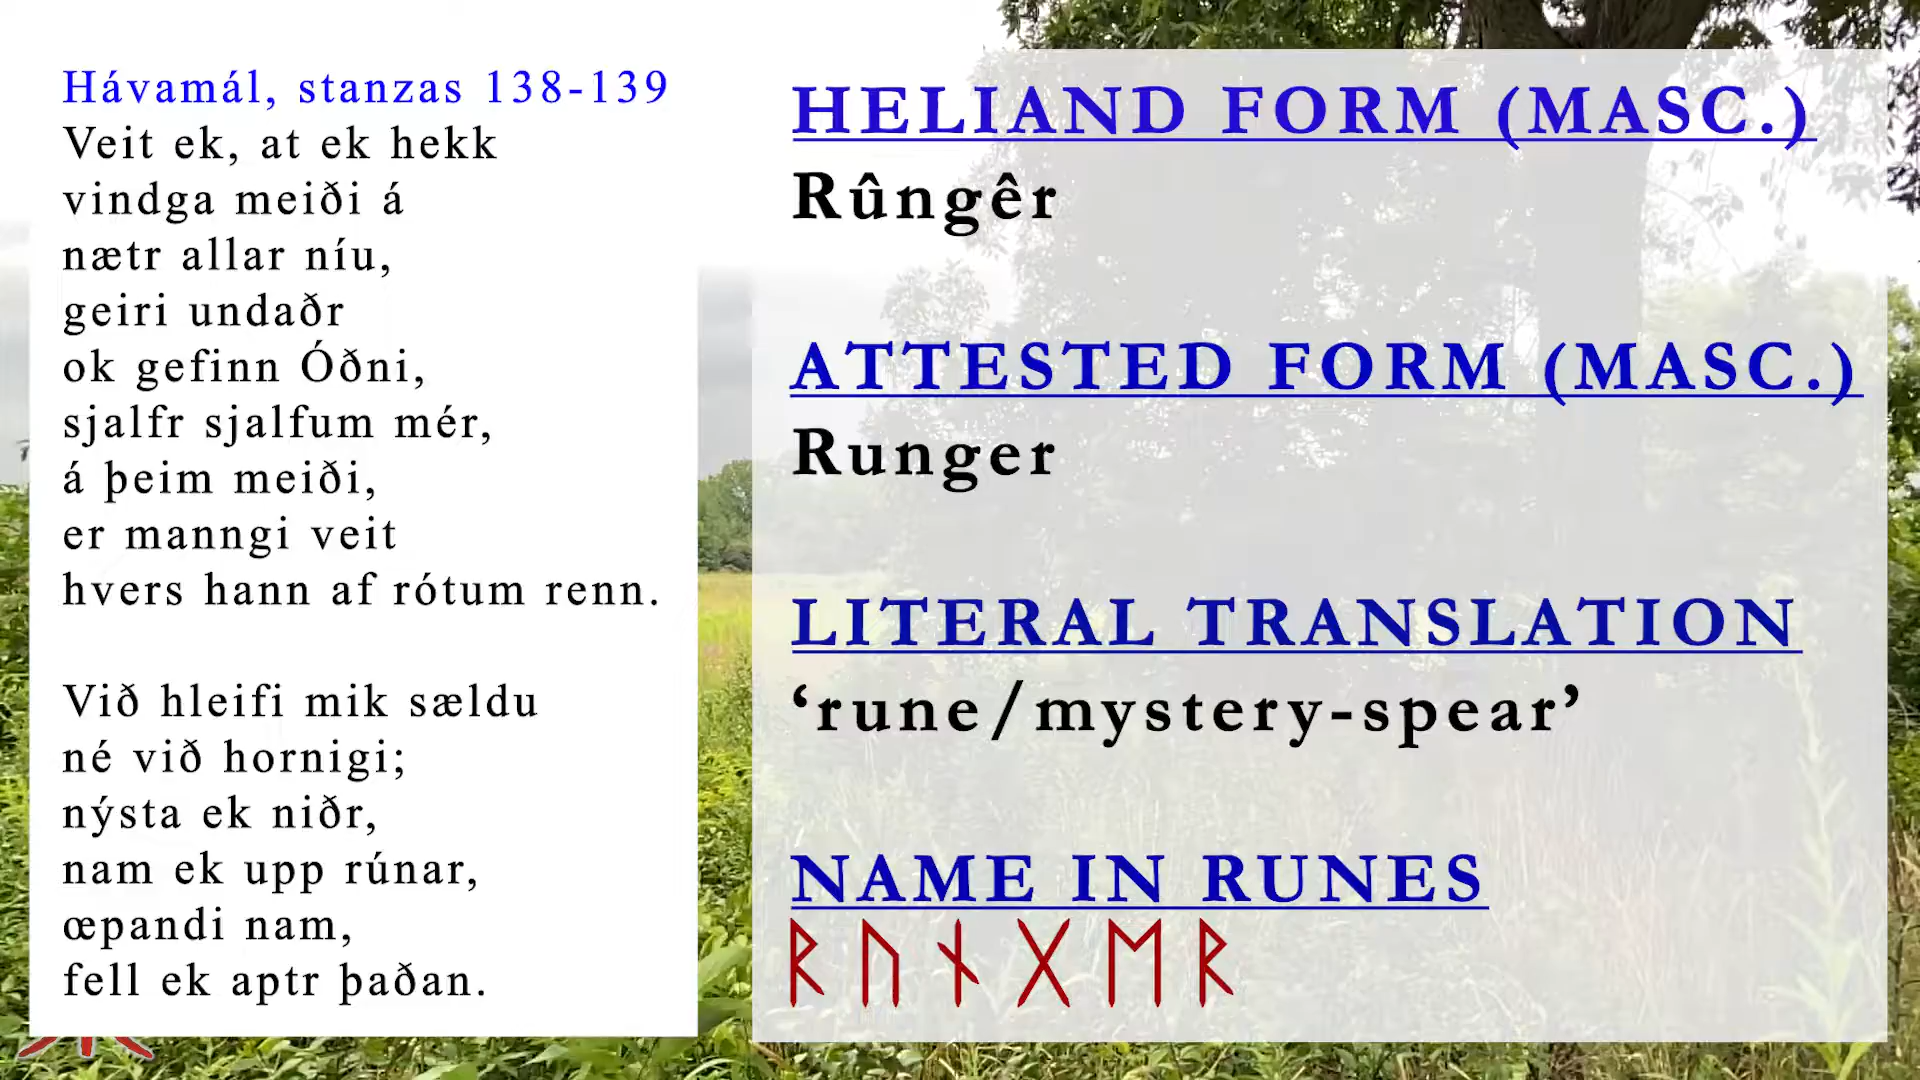 Hávamál, stanzas 138-139
Veit ek, at ek hekk
vindga meiði á
nætr allar níu,
geiri undaðr
ok gefinn Óðni,
sjalfr sjalfum mér,
á þeim meiði,
er manngi veit
hvers hann af rótum renn.
Við hleifi mik sældu
né við hornigi;
nýsta ek niðr,
nam ek upp rúnar,
œpandi nam,
fell ek aptr þaðan.
HELIAND FORM (MASC.)
Rûngêr
ATTESTED FORM (MASC.)
Runger
LITERAL TRANSLATION
‘rune/mystery-spear’
NAME IN RUNES
ᚱᚢᚾᚷᛖᚱ